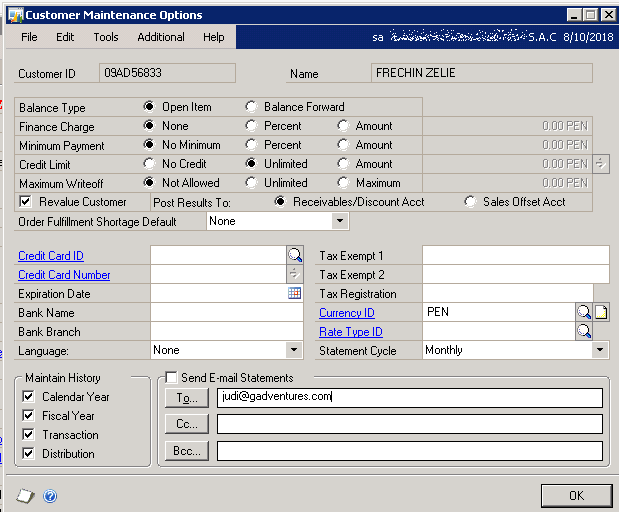 Customer Maintenance Options
File Edit Tools Additional Help sa S.A.C 8/10/2018
Customer ID 09AD56833 Name FRECHIN ZELIE
Balance Type Open Item Balance Forward
Finance Charge None Percent Amount 0.00 PEN
Minimum Payment No Minimum Percent Amount 0.00 PEN
Credit Limit No Credit Unlimited Amount 0.00 PEN
Maximum Writeoff Not Allowed Unlimited Maximum 0.00 PEN
Revalue Customer Post Results To: Receivables/Discount Acct Sales Offset Acct
Order Fulfillment Shortage Default None
Credit Card ID Tax Exempt 1
Credit Card Number Tax Exempt 2
Expiration Date Tax Registration
Bank Name Currency ID PEN
Bank Branch Rate Type ID
Language: None Statement Cycle Monthly
Maintain History Send E-mail Statements
Calendar Year To... judi@gadventures.com
Fiscal Year Cc...
Transaction
Distribution Bcc...
OK